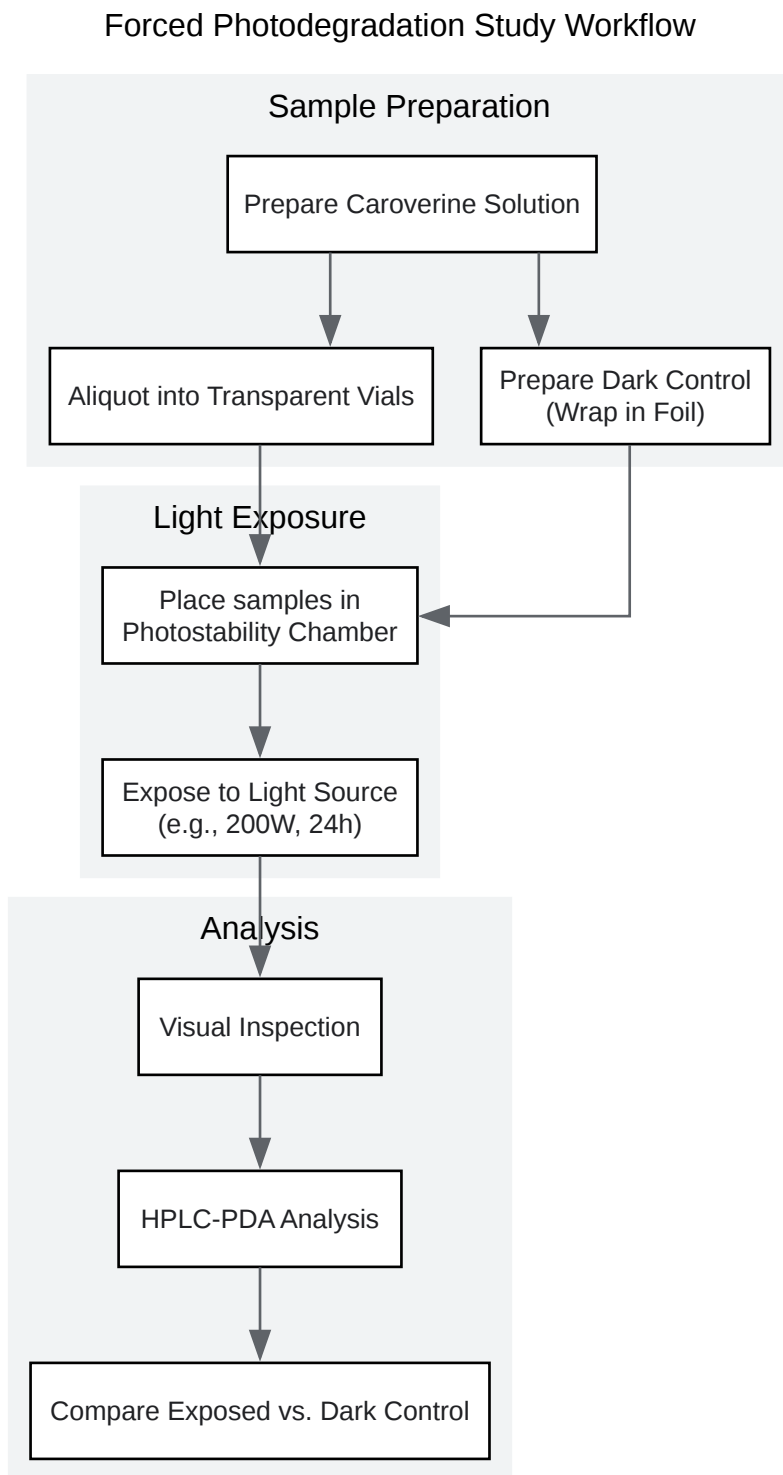 Forced Photodegradation Study Workflow
Sample Preparation
Prepare Caroverine Solution
Aliquot into Transparent Vials
Prepare Dark Control
(Wrap in Foil)
Light Exposure
Place samples in
Photostability Chamber
Expose to Light Source
(e.g., 200W, 24h)
Analysis
Visual Inspection
HPLC-PDA Analysis
Compare Exposed vs. Dark Control